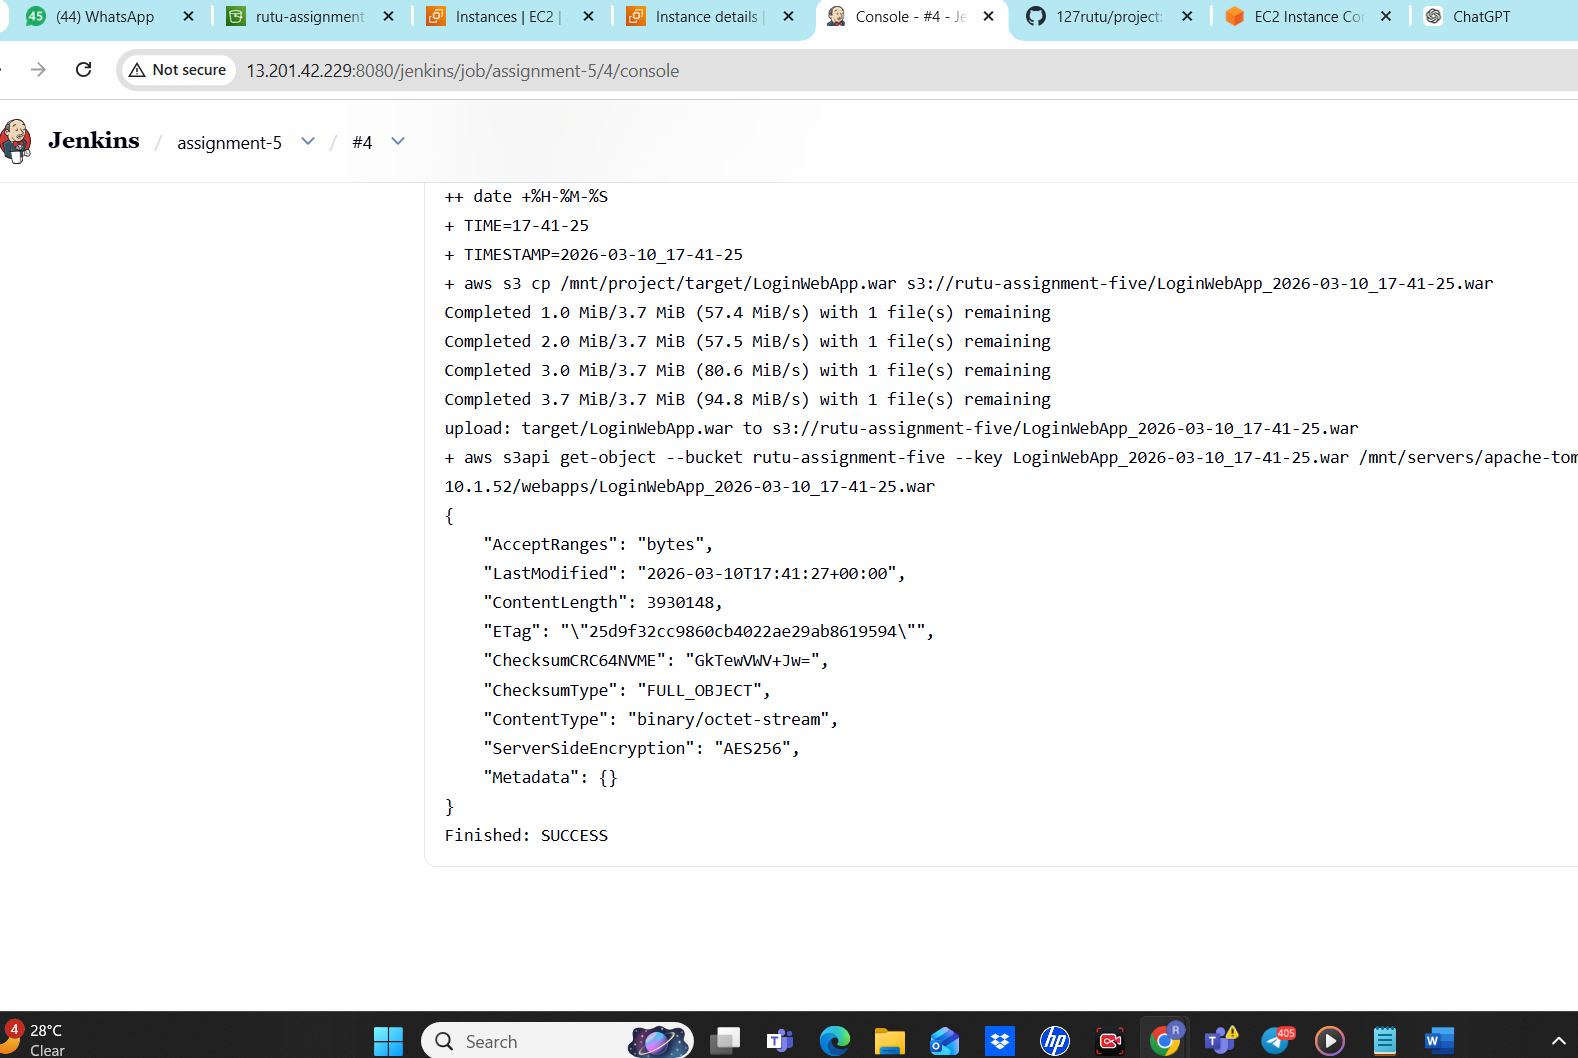 45 (44) WhatsApp
rutu-assignment
Instances | EC2 |
Instance details |
Console - #4 - Je
127rutu/project:
EC2 Instance Cor
ChatGPT
Not secure
13.201.42.229:8080/jenkins/job/assignment-5/4/console
Jenkins / assignment-5 / #4
++ date +%H-%M-%S
+ TIME=17-41-25
+ TIMESTAMP=2026-03-10_17-41-25
+ aws s3 cp /mnt/project/target/LoginWebApp.war s3://rutu-assignment-five/LoginWebApp_2026-03-10_17-41-25.war
Completed 1.0 MiB/3.7 MiB (57.4 MiB/s) with 1 file(s) remaining
Completed 2.0 MiB/3.7 MiB (57.5 MiB/s) with 1 file(s) remaining
Completed 3.0 MiB/3.7 MiB (80.6 MiB/s) with 1 file(s) remaining
Completed 3.7 MiB/3.7 MiB (94.8 MiB/s) with 1 file(s) remaining
upload: target/LoginWebApp.war to s3://rutu-assignment-five/LoginWebApp_2026-03-10_17-41-25.war
+ aws s3api get-object --bucket rutu-assignment-five --key LoginWebApp_2026-03-10_17-41-25.war /mnt/servers/apache-tom
10.1.52/webapps/LoginWebApp_2026-03-10_17-41-25.war
{
"AcceptRanges": "bytes",
"LastModified": "2026-03-10T17:41:27+00:00",
"ContentLength": 3930148,
"ETag": "\"25d9f32cc9860cb4022ae29ab8619594\"",
"ChecksumCRC64NVME": "GkTewVWV+Jw=",
"ChecksumType": "FULL_OBJECT",
"ContentType": "binary/octet-stream",
"ServerSideEncryption": "AES256",
"Metadata": {}
}
Finished: SUCCESS
4
28°C
Clear
Search
hp
R
405
W